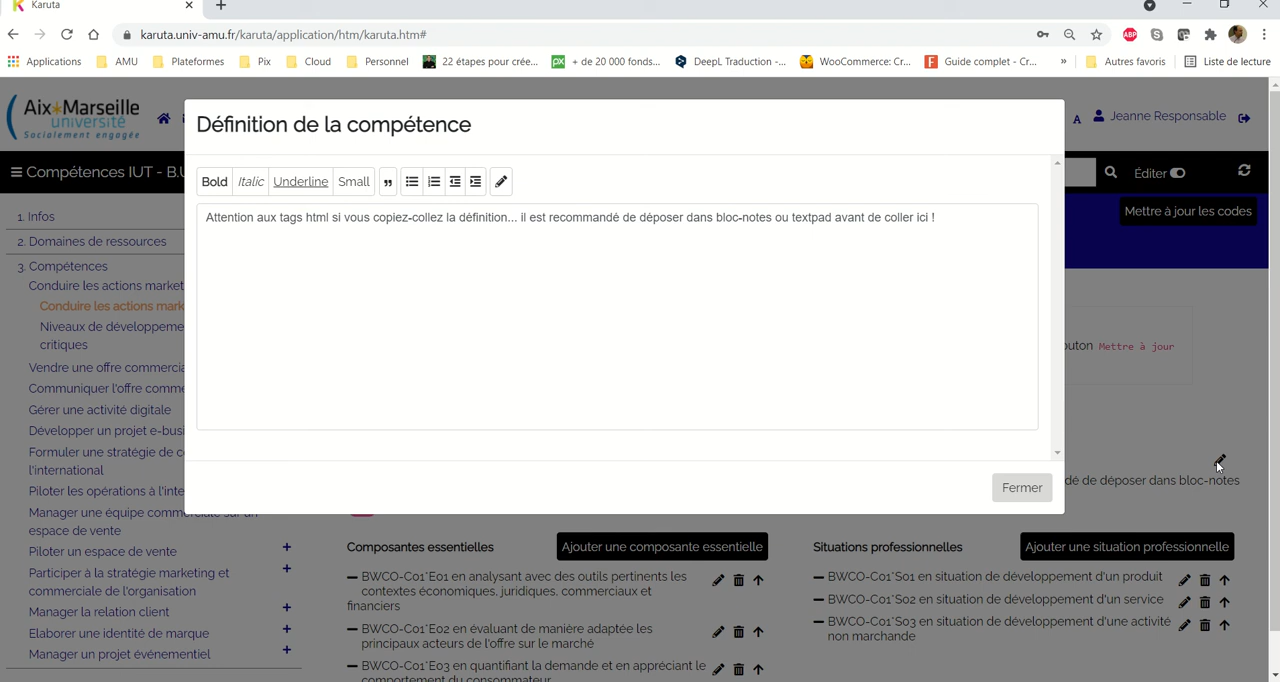 Karuta
karuta.univ-amu.fr/karuta/application/htm/karuta.htm#
ABP
Applications AMU Plateformes Pix Cloud Personnel 22 étapes pour crée... px + de 20 000 fonds... DeepL Traduction -... WooCommerce: Cr... F Guide complet - Cr... » Autres favoris Liste de lecture
Aix*Marseille
université
Socialement engagée
A Jeanne Responsable
Compétences IUT - B.U
Éditer
Mettre à jour les codes
Définition de la compétence
Bold Italic Underline Small
Attention aux tags html si vous copiez-collez la définition... il est recommandé de déposer dans bloc-notes ou textpad avant de coller ici !
Fermer
1. Infos
2. Domaines de ressources
3. Compétences
Conduire les actions market
Conduire les actions mark
Niveaux de développeme
critiques
Vendre une offre commercia
Communiquer l'offre comme
Gérer une activité digitale
Développer un projet e-busi
Formuler une stratégie de c
l'international
Piloter les opérations à l'inte
Manager une équipe commerciale sur un
espace de vente
Piloter un espace de vente +
Participer à la stratégie marketing et +
commerciale de l'organisation
Manager la relation client +
Elaborer une identité de marque +
Manager un projet événementiel +
outon Mettre à jour
dé de déposer dans bloc-notes
Composantes essentielles Ajouter une composante essentielle
BWCO-C01*E01 en analysant avec des outils pertinents les
contextes économiques, juridiques, commerciaux et
financiers
BWCO-C01*E02 en évaluant de manière adaptée les
principaux acteurs de l'offre sur le marché
BWCO-C01*E03 en quantifiant la demande et en appréciant le
comportement du consommateur
Situations professionnelles Ajouter une situation professionnelle
BWCO-C01*S01 en situation de développement d'un produit
BWCO-C01*S02 en situation de développement d'un service
BWCO-C01*S03 en situation de développement d'une activité
non marchande